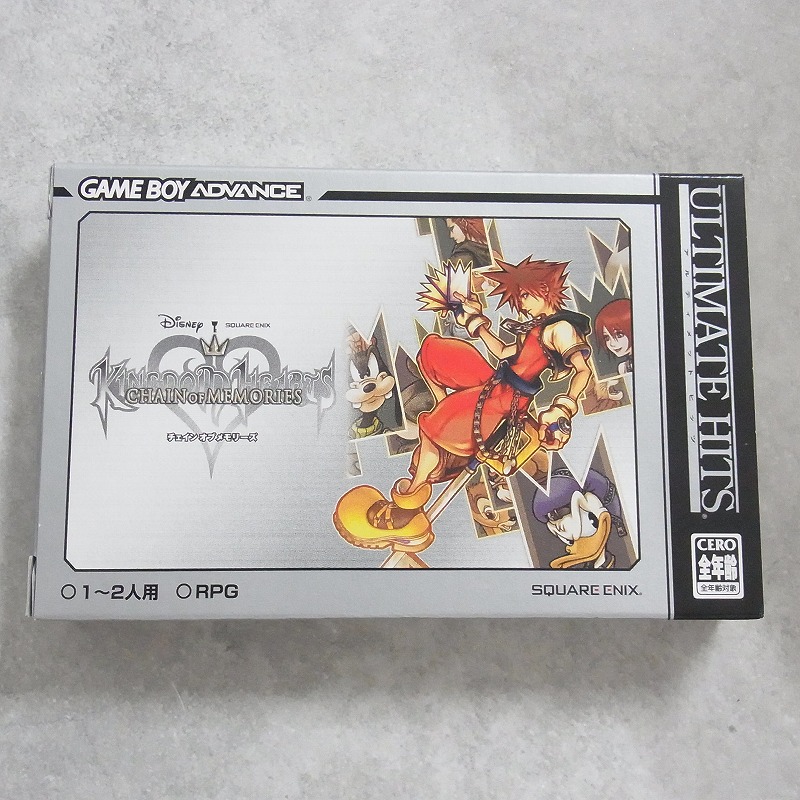 GAME BOY ADVANCE®
Disney SQUARE ENIX
KINGDOM HEARTS
CHAIN OF MEMORIES
チェイン オブ メモリーズ
○1～2人用 ○RPG
SQUARE ENIX®
ULTIMATE HITS®
アルティメット ヒッツ
CERO
全年齢
全年齢対象